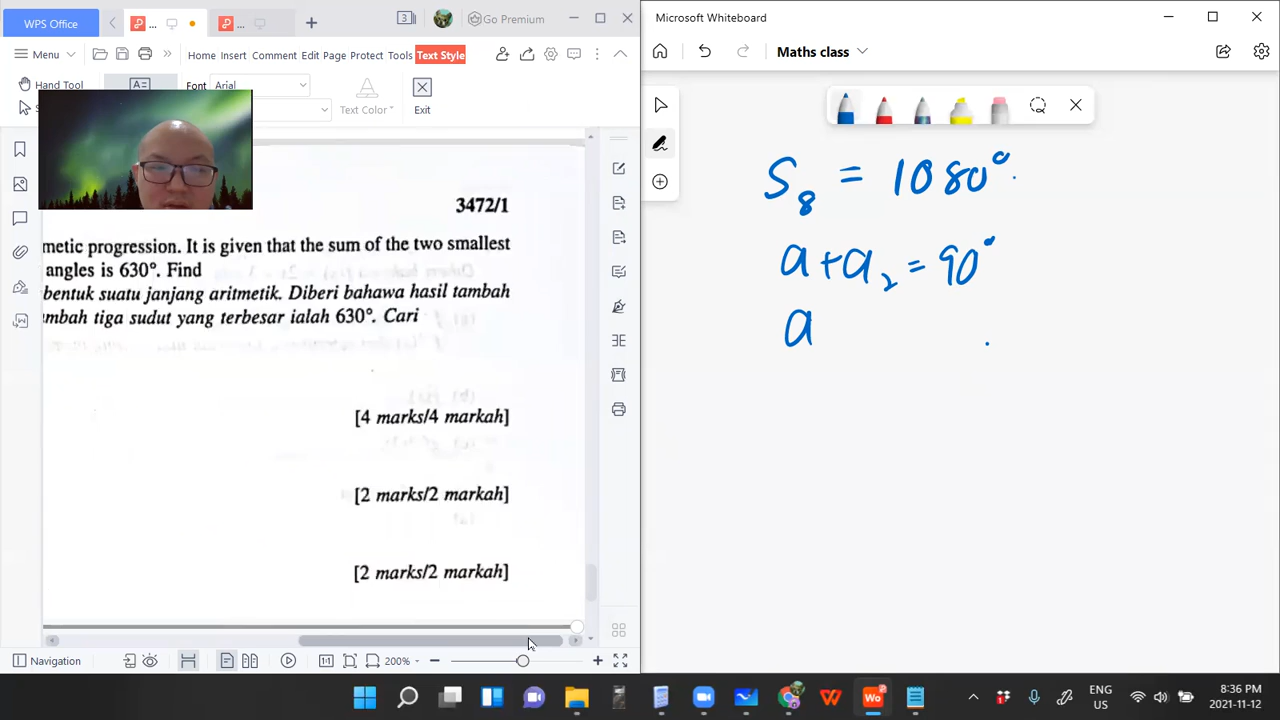 WPS Office
...
...
3
Go Premium
Menu
Home Insert Comment Edit Page Protect Tools Text Style
Hand Tool
Font Arial
Text Color
Exit
3472/1
metic progression. It is given that the sum of the two smallest
angles is 630°. Find
bentuk suatu janjang aritmetik. Diberi bahawa hasil tambah
mbah tiga sudut yang terbesar ialah 630°. Cari
[4 marks/4 markah]
[2 marks/2 markah]
[2 marks/2 markah]
Navigation
1:1
200%
Microsoft Whiteboard
Maths class
S₈ = 1080°
a + a₂ = 90°
a
W
Wo
ENG
US
8:36 PM
2021-11-12